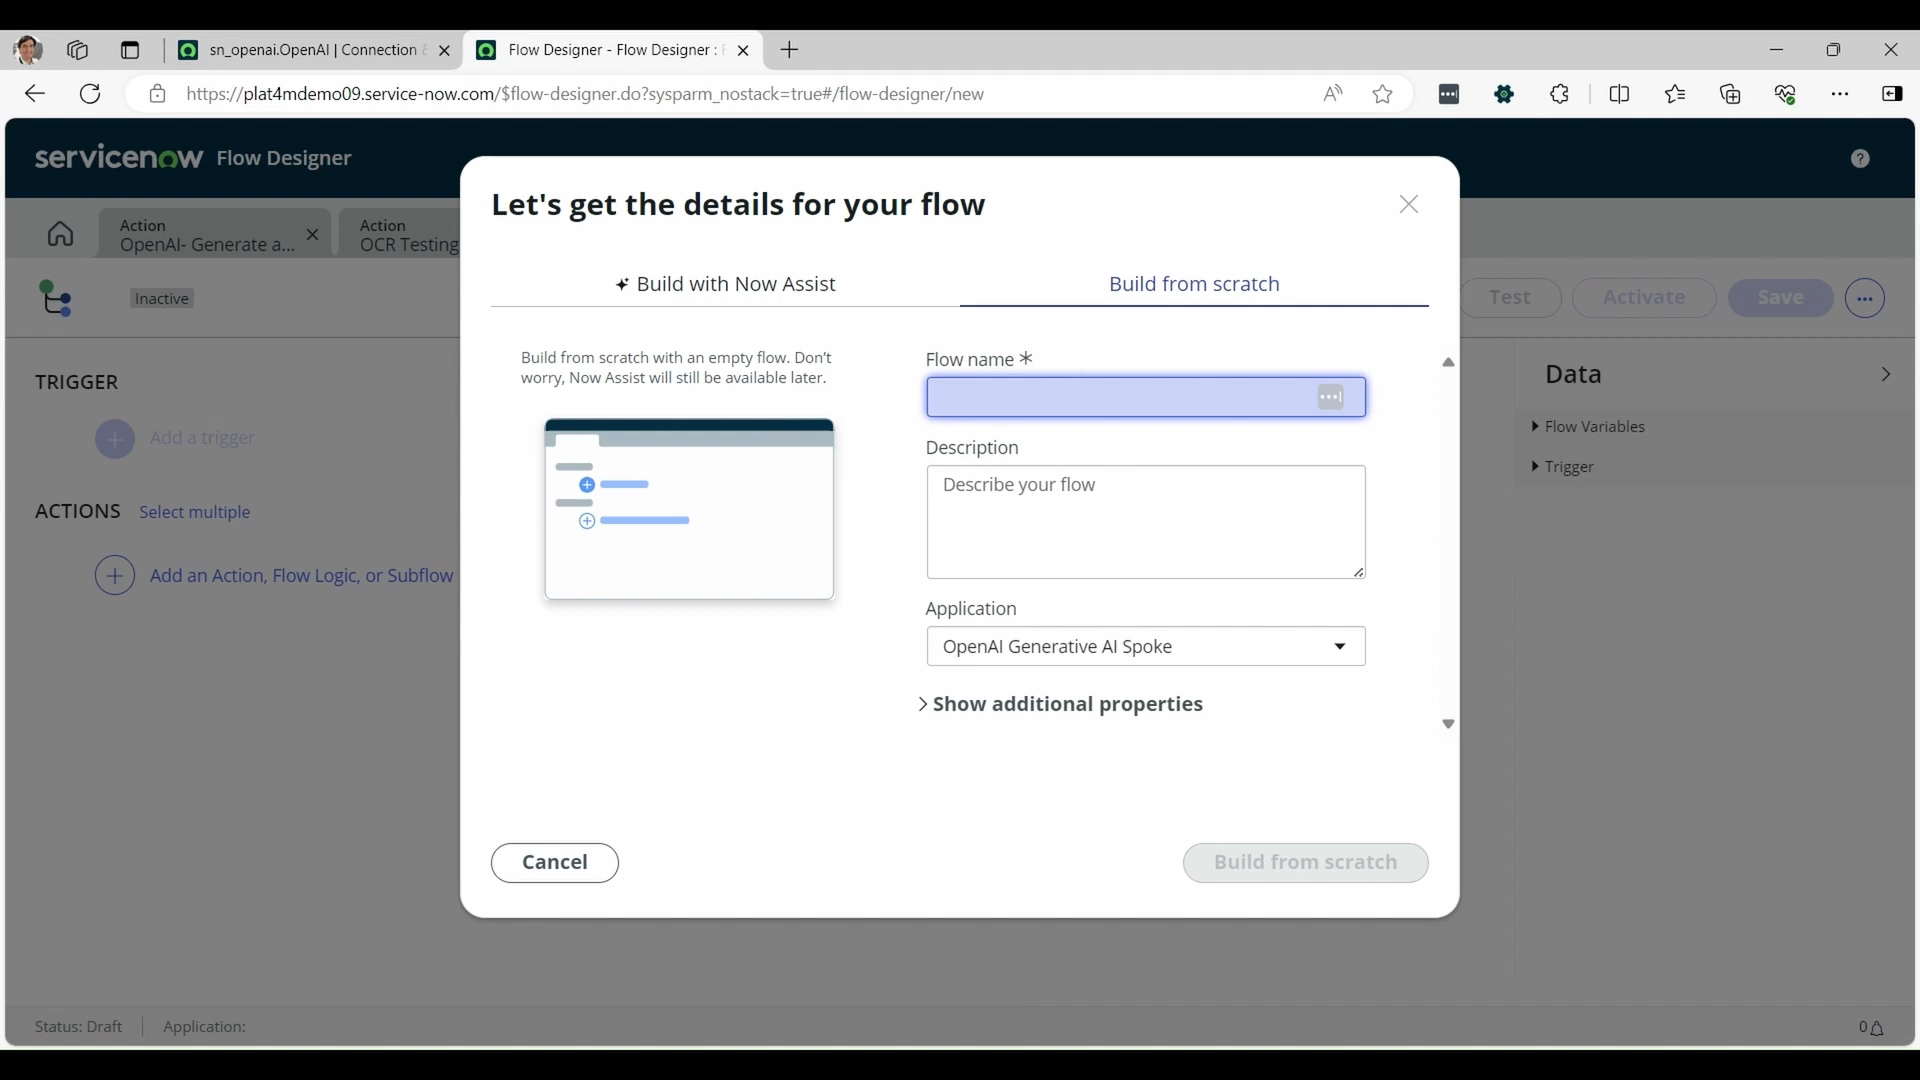 sn_openai.OpenAI | Connection
Flow Designer - Flow Designer :
https://plat4mdemo09.service-now.com/$flow-designer.do?sysparm_nostack=true#/flow-designer/new
servicenow Flow Designer
Let's get the details for your flow
Action
OpenAI- Generate a...
Action
OCR Testing
Build with Now Assist
Build from scratch
Inactive
Test
Activate
Save
Build from scratch with an empty flow. Don't
worry, Now Assist will still be available later.
Flow name *
Description
Describe your flow
Application
OpenAI Generative AI Spoke
Show additional properties
Cancel
Build from scratch
TRIGGER
Add a trigger
ACTIONS Select multiple
Add an Action, Flow Logic, or Subflow
Data
Flow Variables
Trigger
Status: Draft
Application:
0